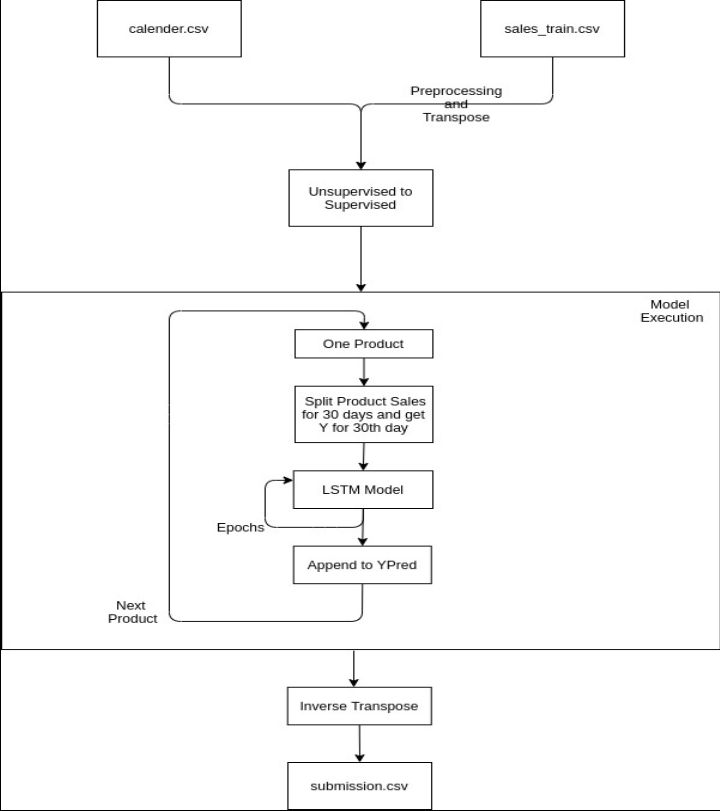 calender.csv
sales_train.csv
Preprocessing
and
Transpose
Unsupervised to
Supervised
Model
Execution
One Product
Split Product Sales
for 30 days and get
Y for 30th day
LSTM Model
Epochs
Append to YPred
Next
Product
Inverse Transpose
submission.csv